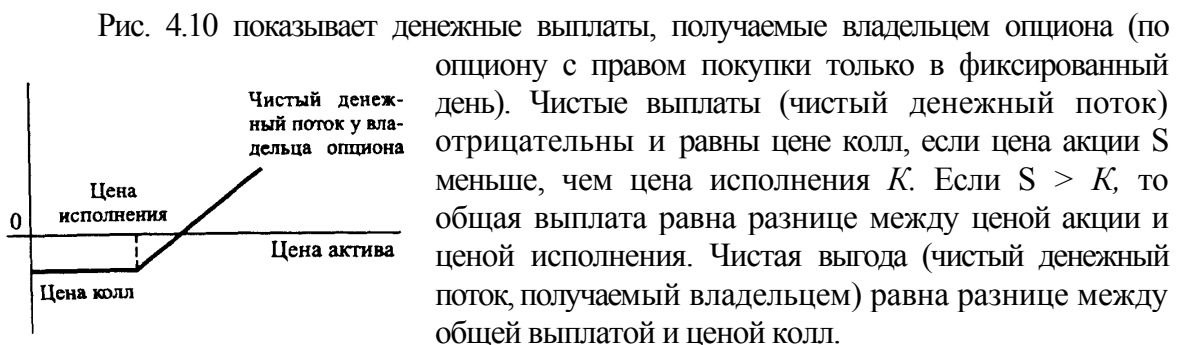 Рис. 4.10 показывает денежные выплаты, получаемые владельцем опциона (по
опциону с правом покупки только в фиксированный
день). Чистые выплаты (чистый денежный поток)
отрицательны и равны цене колл, если цена акции S
меньше, чем цена исполнения K. Если S > K, то
общая выплата равна разнице между ценой акции и
ценой исполнения. Чистая выгода (чистый денежный
поток, получаемый владельцем) равна разнице между
общей выплатой и ценой колл.
Чистый денеж-
ный поток у вла-
дельца опциона
Цена
исполнения
0
Цена актива
Цена колл